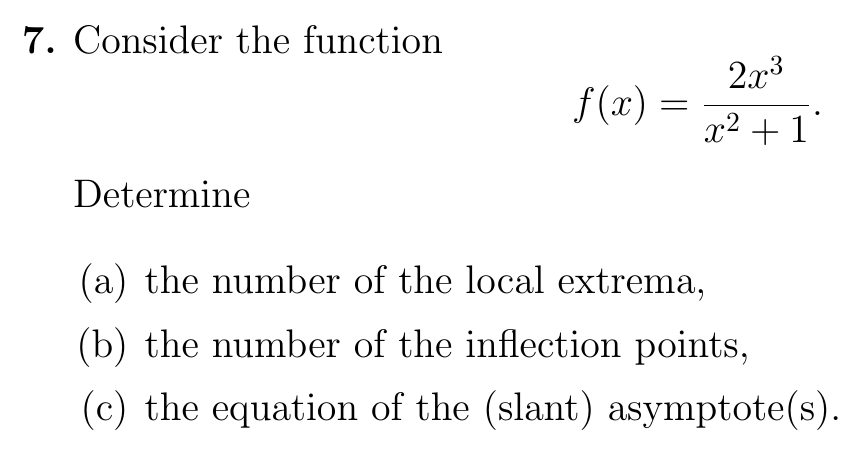 7. Consider the function
f(x) = \frac{2x^3}{x^2 + 1}.
Determine
(a) the number of the local extrema,
(b) the number of the inflection points,
(c) the equation of the (slant) asymptote(s).